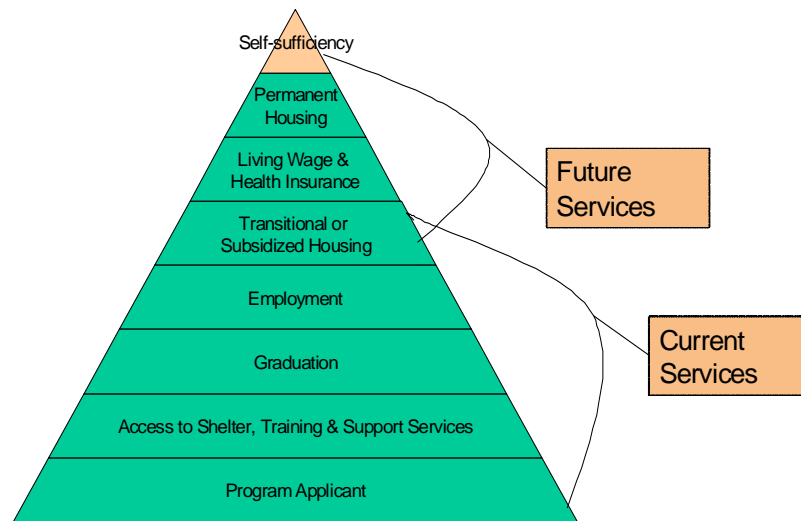 Self-sufficiency
Permanent
Housing
Living Wage &
Health Insurance
Transitional or
Subsidized Housing
Employment
Graduation
Access to Shelter, Training & Support Services
Program Applicant
Future
Services
Current
Services